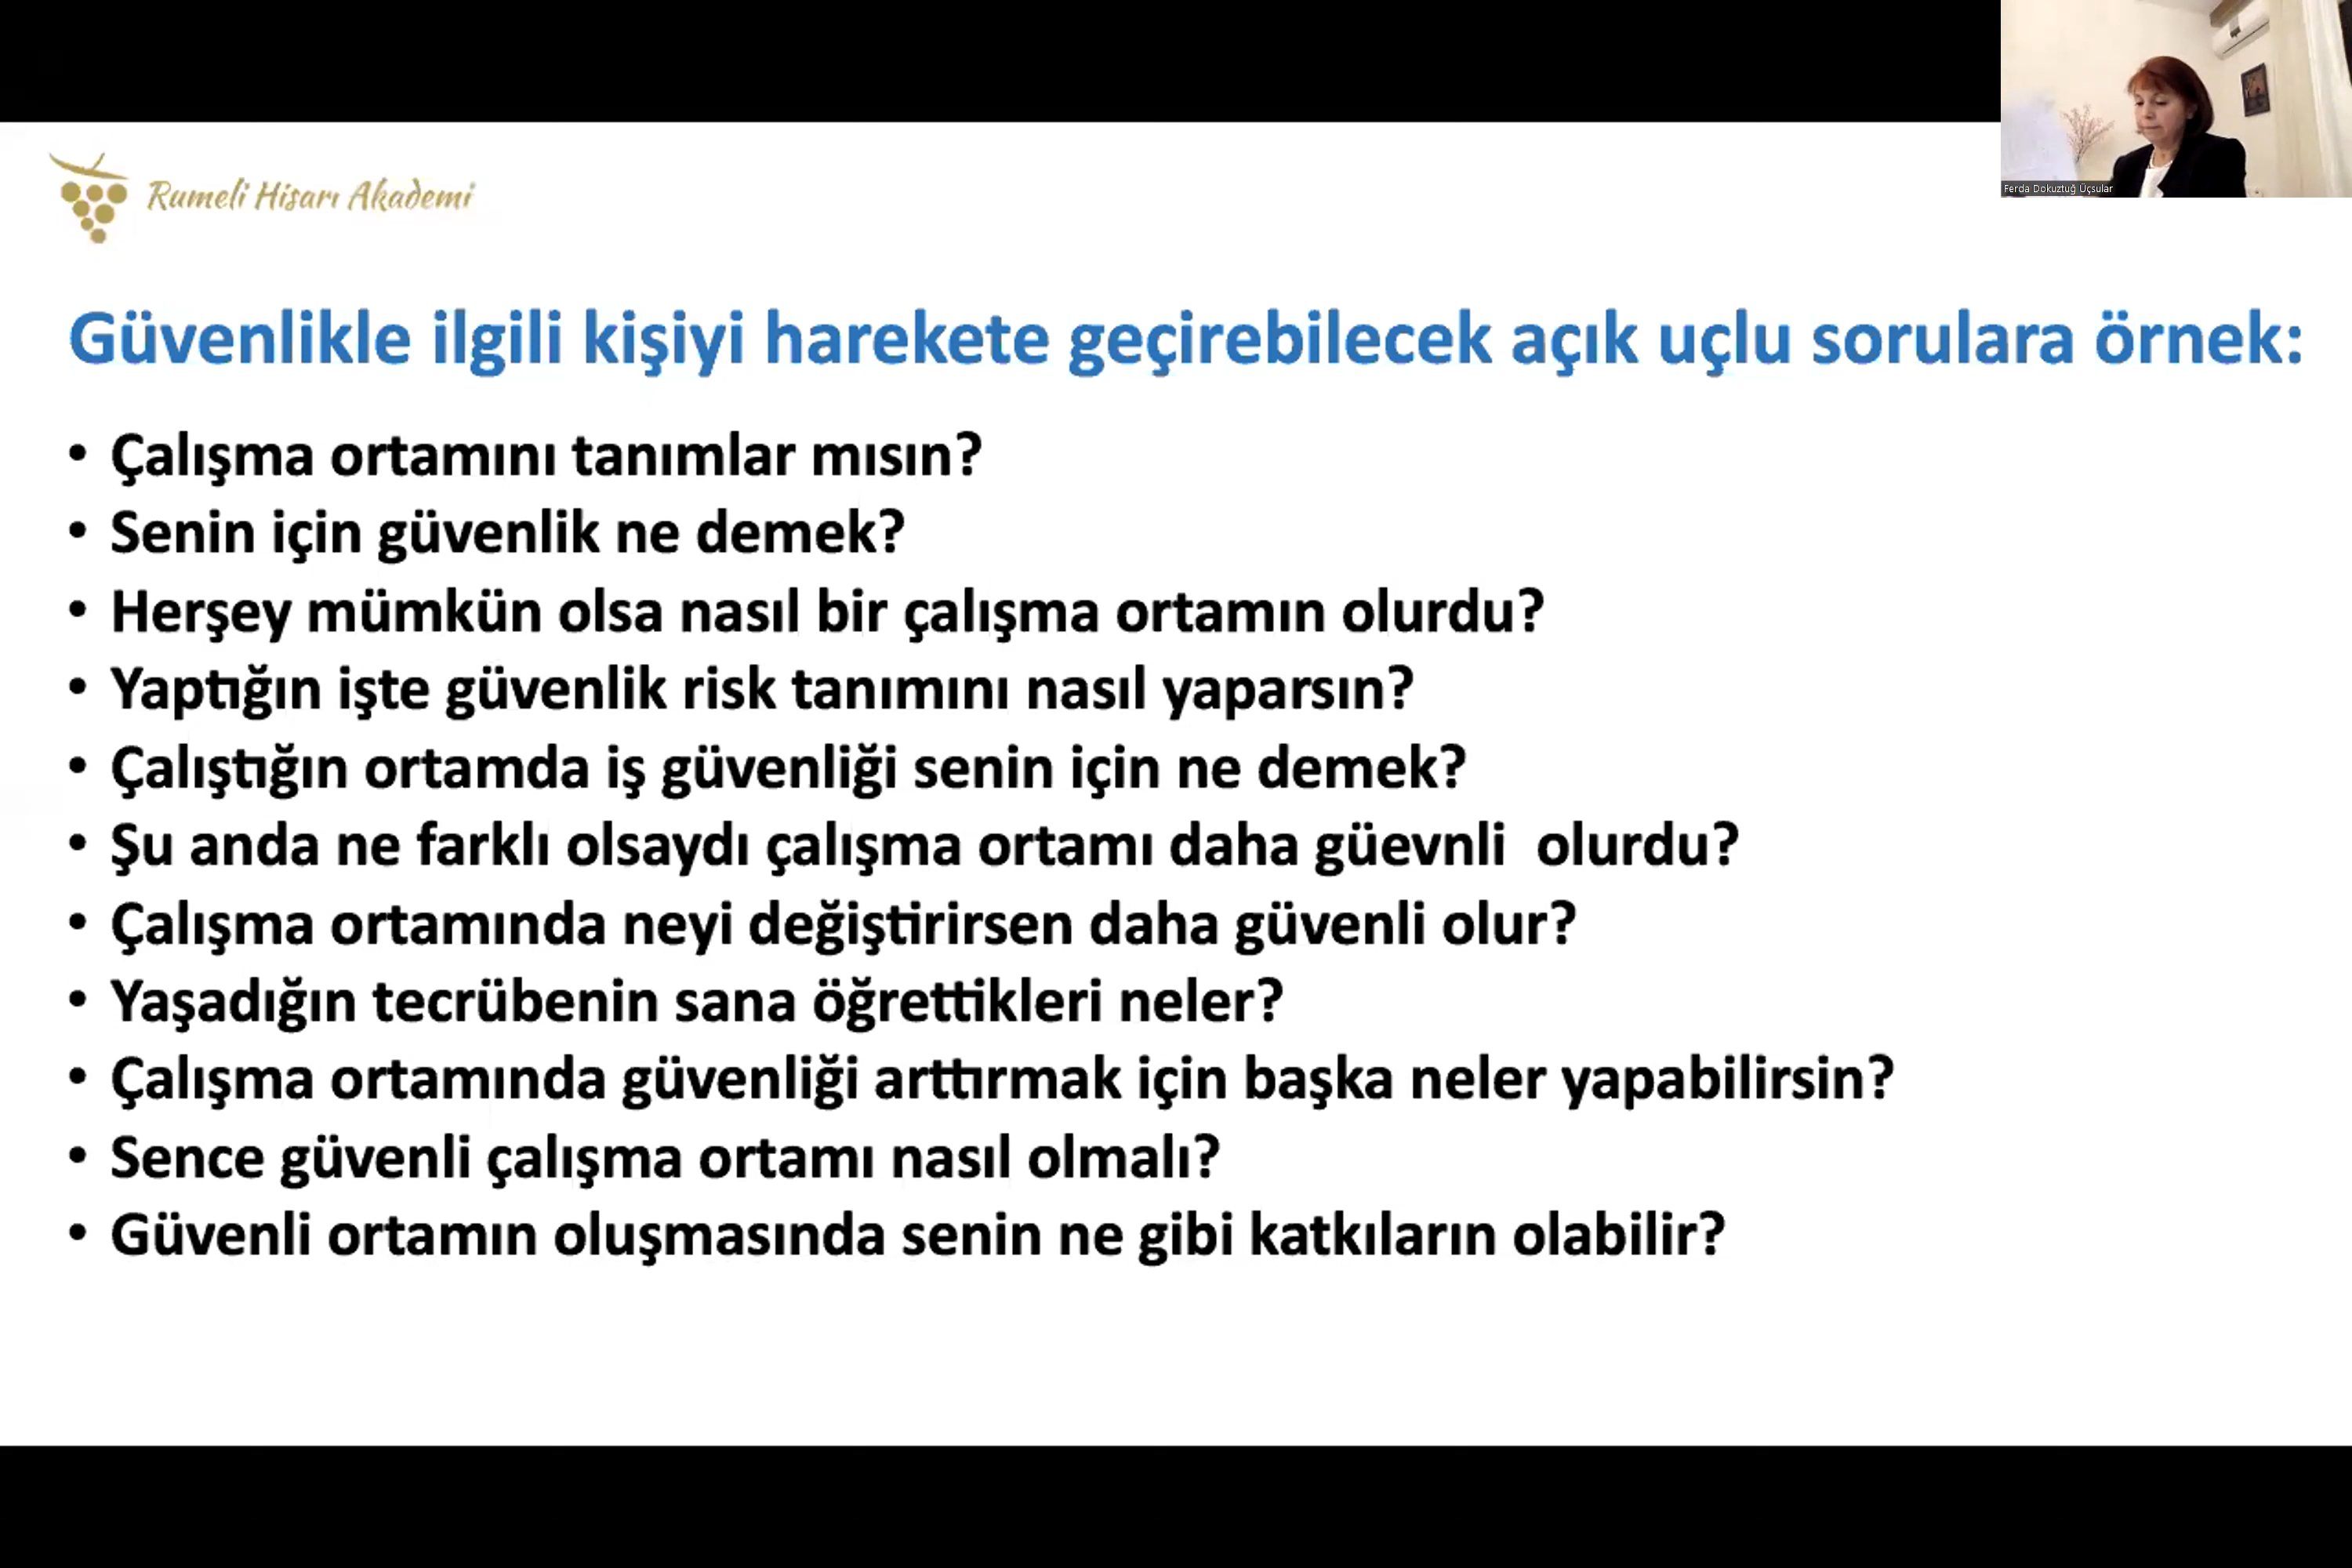 Ferda Dokuztuğ Üçsular
Rumeli Hisarı Akademi
Güvenlikle ilgili kişiyi harekete geçirebilecek açık uçlu sorulara örnek:
• Çalışma ortamını tanımlar mısın?
• Senin için güvenlik ne demek?
• Herşey mümkün olsa nasıl bir çalışma ortamın olurdu?
• Yaptığın işte güvenlik risk tanımını nasıl yaparsın?
• Çalıştığın ortamda iş güvenliği senin için ne demek?
• Şu anda ne farklı olsaydı çalışma ortamı daha güevnli  olurdu?
• Çalışma ortamında neyi değiştirirsen daha güvenli olur?
• Yaşadığın tecrübenin sana öğrettikleri neler?
• Çalışma ortamında güvenliği arttırmak için başka neler yapabilirsin?
• Sence güvenli çalışma ortamı nasıl olmalı?
• Güvenli ortamın oluşmasında senin ne gibi katkıların olabilir?